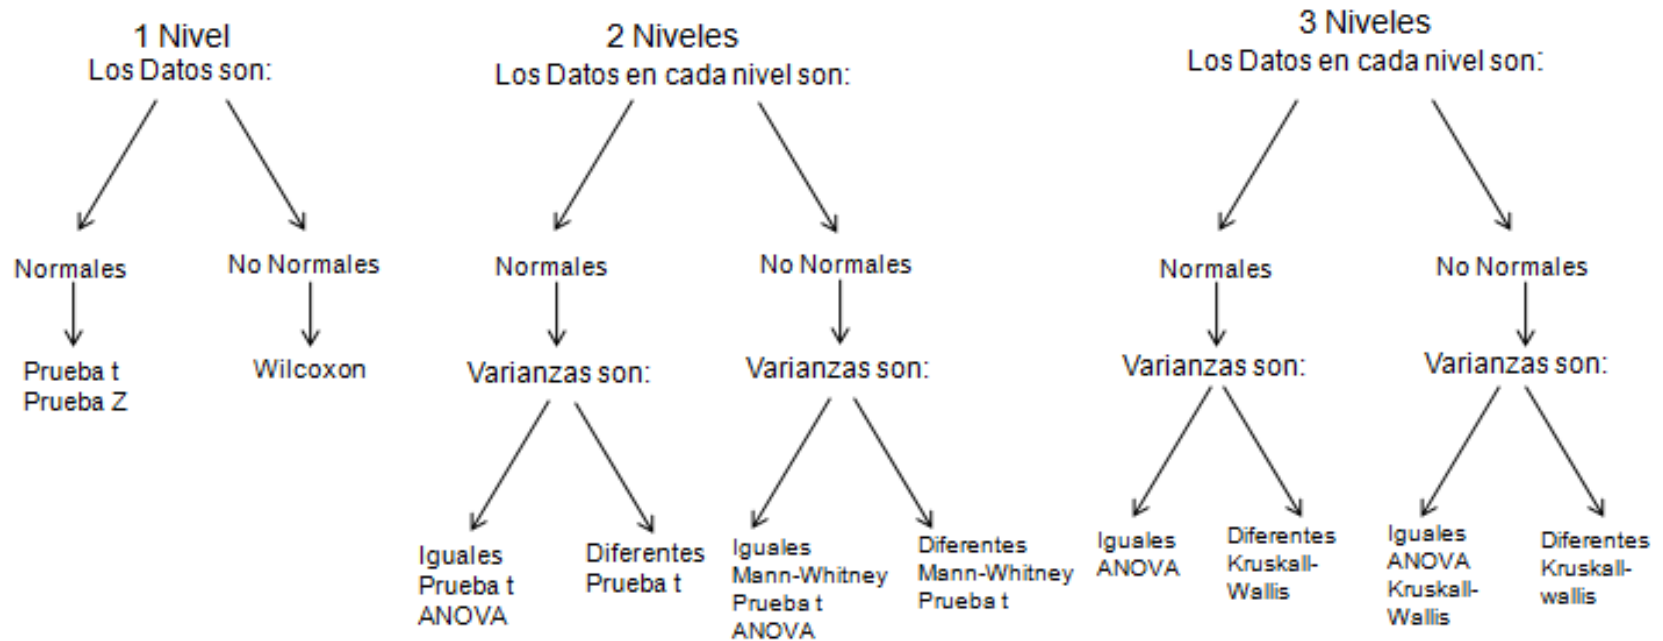 1 Nivel
Los Datos son:
Normales
No Normales
Prueba t
Prueba Z
Wilcoxon
2 Niveles
Los Datos en cada nivel son:
Normales
No Normales
Varianzas son:
Varianzas son:
Iguales
Prueba t
ANOVA
Diferentes
Prueba t
Iguales
Mann-Whitney
Prueba t
ANOVA
Diferentes
Mann-Whitney
Prueba t
3 Niveles
Los Datos en cada nivel son:
Normales
No Normales
Varianzas son:
Varianzas son:
Iguales
ANOVA
Diferentes
Kruskall-
Wallis
Iguales
ANOVA
Kruskall-
Wallis
Diferentes
Kruskall-
wallis